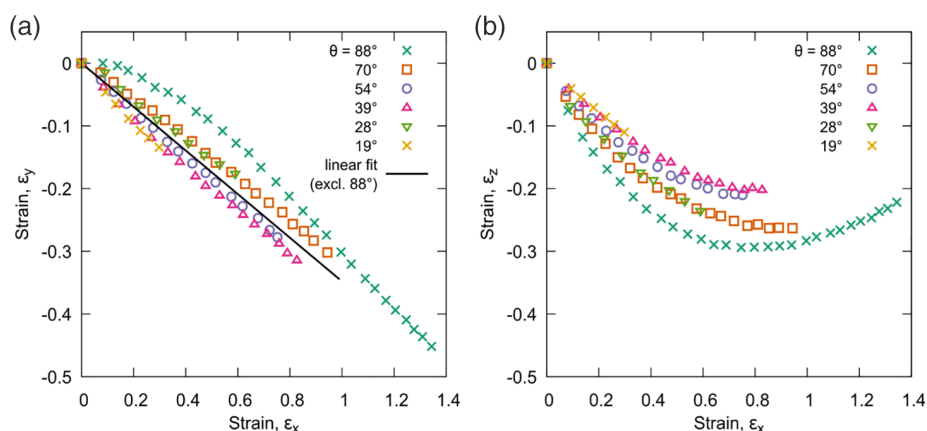 (a)
0
-0.1
-0.2
-0.3
-0.4
-0.5
Strain, εy
0 0.2 0.4 0.6 0.8 1 1.2 1.4
Strain, εx
θ = 88°
70°
54°
39°
28°
19°
linear fit
(excl. 88°)
(b)
0
-0.1
-0.2
-0.3
-0.4
-0.5
Strain, εz
0 0.2 0.4 0.6 0.8 1 1.2 1.4
Strain, εx
θ = 88°
70°
54°
39°
28°
19°